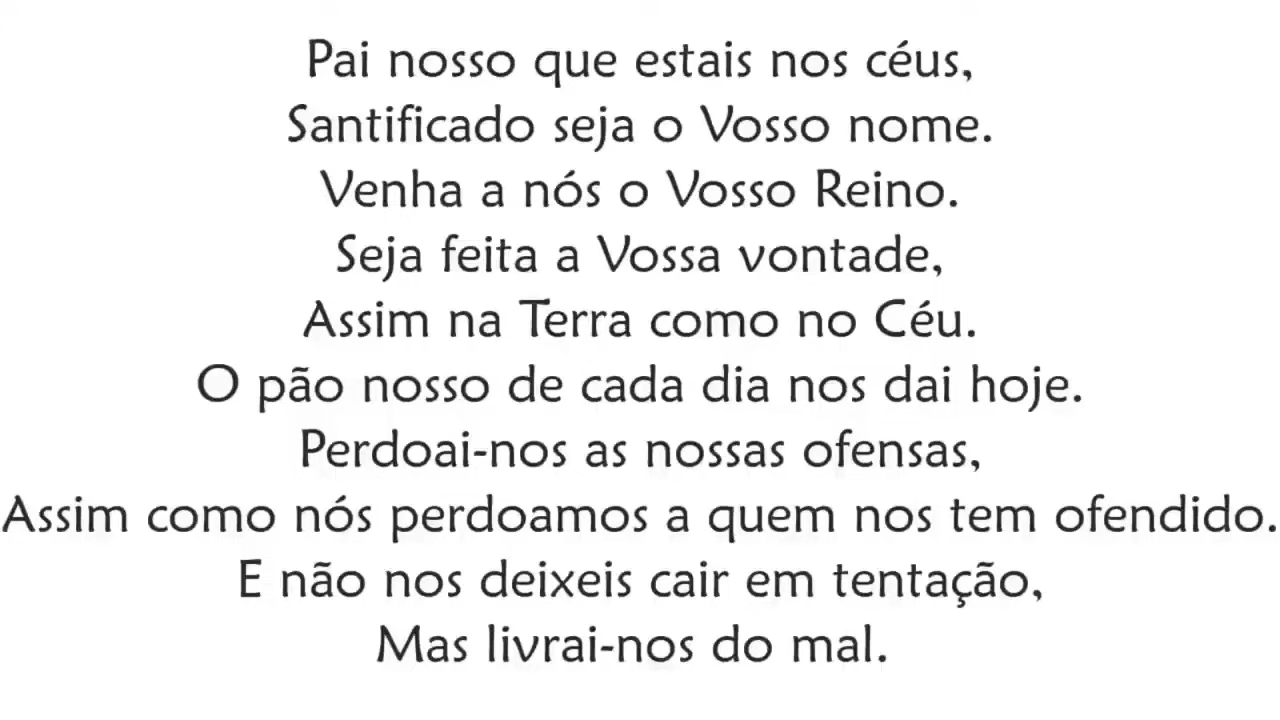 Pai nosso que estais nos céus,
Santificado seja o Vosso nome.
Venha a nós o Vosso Reino.
Seja feita a Vossa vontade,
Assim na Terra como no Céu.
O pão nosso de cada dia nos dai hoje.
Perdoai-nos as nossas ofensas,
Assim como nós perdoamos a quem nos tem ofendido.
E não nos deixeis cair em tentação,
Mas livrai-nos do mal.